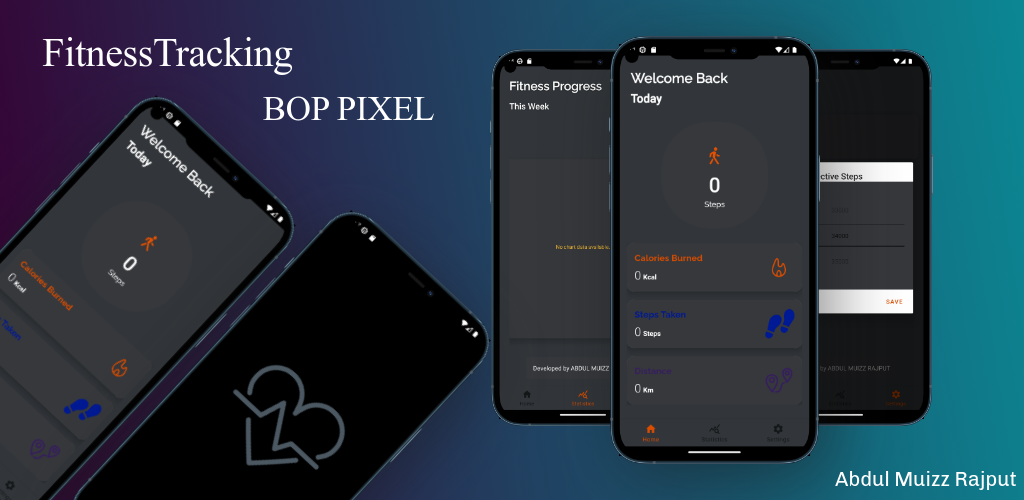 FitnessTracking
BOP PIXEL
Welcome Back
Today
0
Steps
Calories Burned
0 Kcal
Taken
Fitness Progress
This Week
No chart data available.
Developed by ABDUL MUIZZ
Home
Statistics
Welcome Back
Today
0
Steps
Calories Burned
0 Kcal
Steps Taken
0 Steps
Distance
0 Km
Home
Statistics
Settings
ctive Steps
SAVE
by ABDUL MUIZZ RAJPUT
Abdul Muizz Rajput